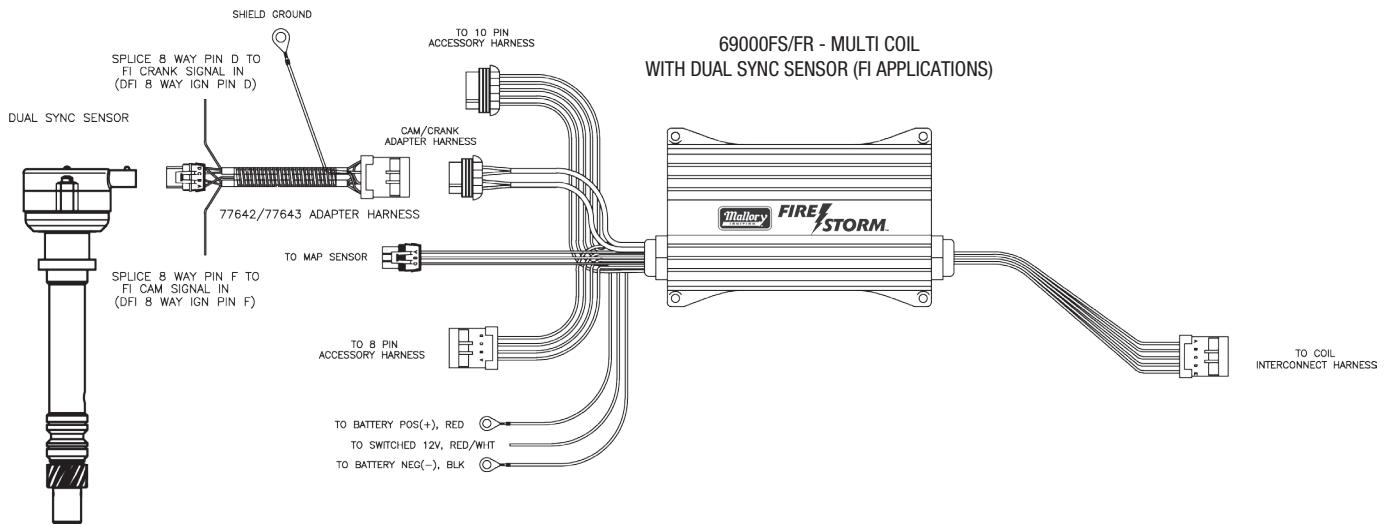 SHIELD GROUND
TO 10 PIN
ACCESSORY HARNESS
69000FS/FR - MULTI COIL
WITH DUAL SYNC SENSOR (FI APPLICATIONS)
SPLICE 8 WAY PIN D TO
FI CRANK SIGNAL IN
(DFI 8 WAY IGN PIN D)
DUAL SYNC SENSOR
CAM/CRANK
ADAPTER HARNESS
77642/77643 ADAPTER HARNESS
Mallory
IGNITION
FIRE
STORM
TO MAP SENSOR
SPLICE 8 WAY PIN F TO
FI CAM SIGNAL IN
(DFI 8 WAY IGN PIN F)
TO 8 PIN
ACCESSORY HARNESS
TO COIL
INTERCONNECT HARNESS
TO BATTERY POS(+), RED
TO SWITCHED 12V, RED/WHT
TO BATTERY NEG(-), BLK